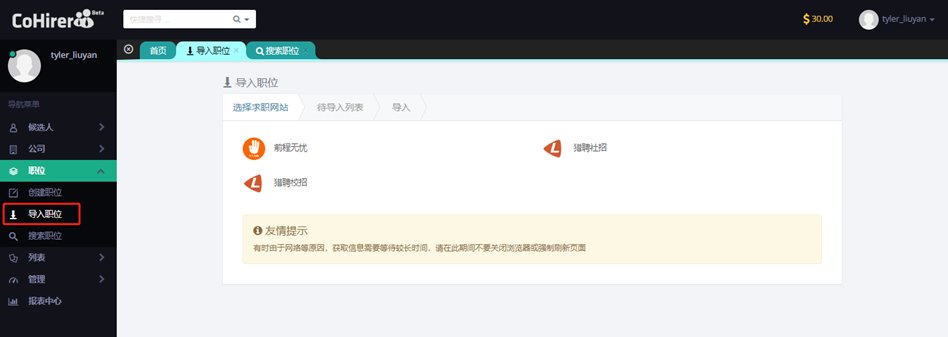 CoHirer Beta
快捷搜寻 ...
$ 30.00
tyler_liuyan
tyler_liuyan
首页
导入职位 ×
搜索职位
导航菜单
候选人
公司
职位
创建职位
导入职位
搜索职位
列表
管理
报表中心
导入职位
选择求职网站
待导入列表
导入
前程无忧
猎聘社招
猎聘校招
友情提示
有时由于网络等原因，获取信息需要等待较长时间，请在此期间不要关闭浏览器或强制刷新页面